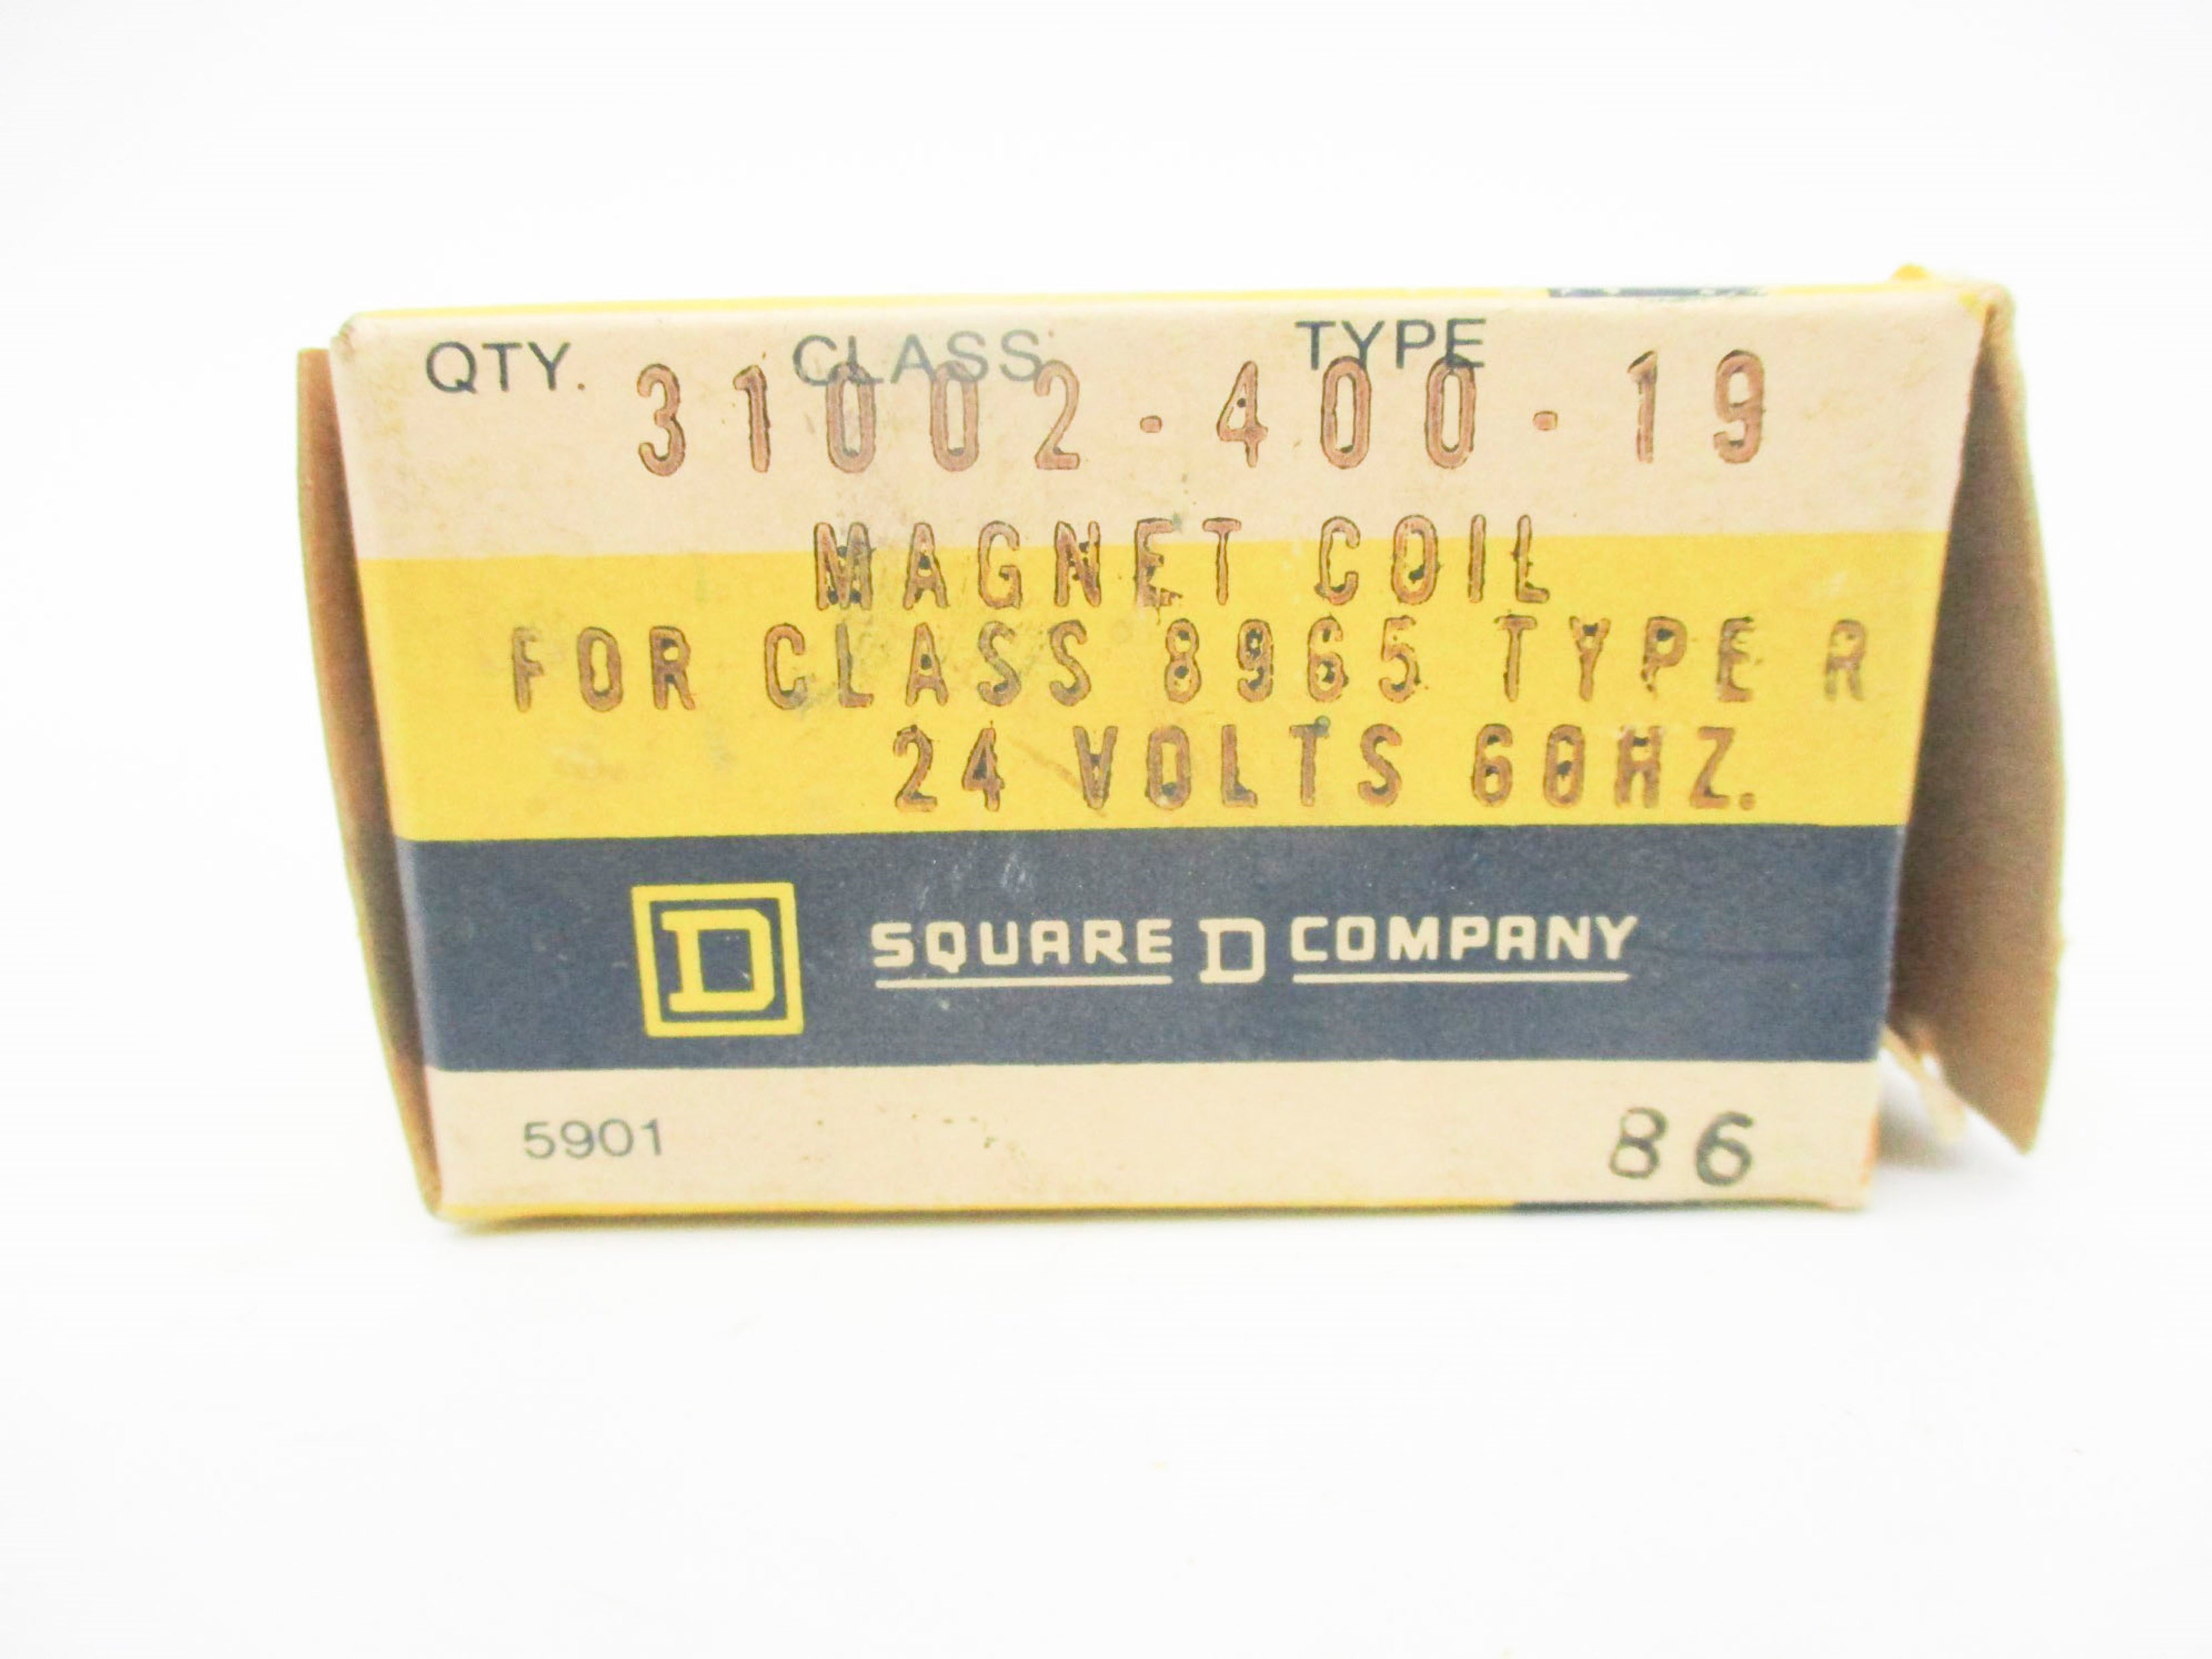 QTY. CLASS TYPE
31002-400-19
MAGNET COIL
FOR CLASS 8965 TYPE R
24 VOLTS 60HZ.
D SQUARE D COMPANY
5901 86